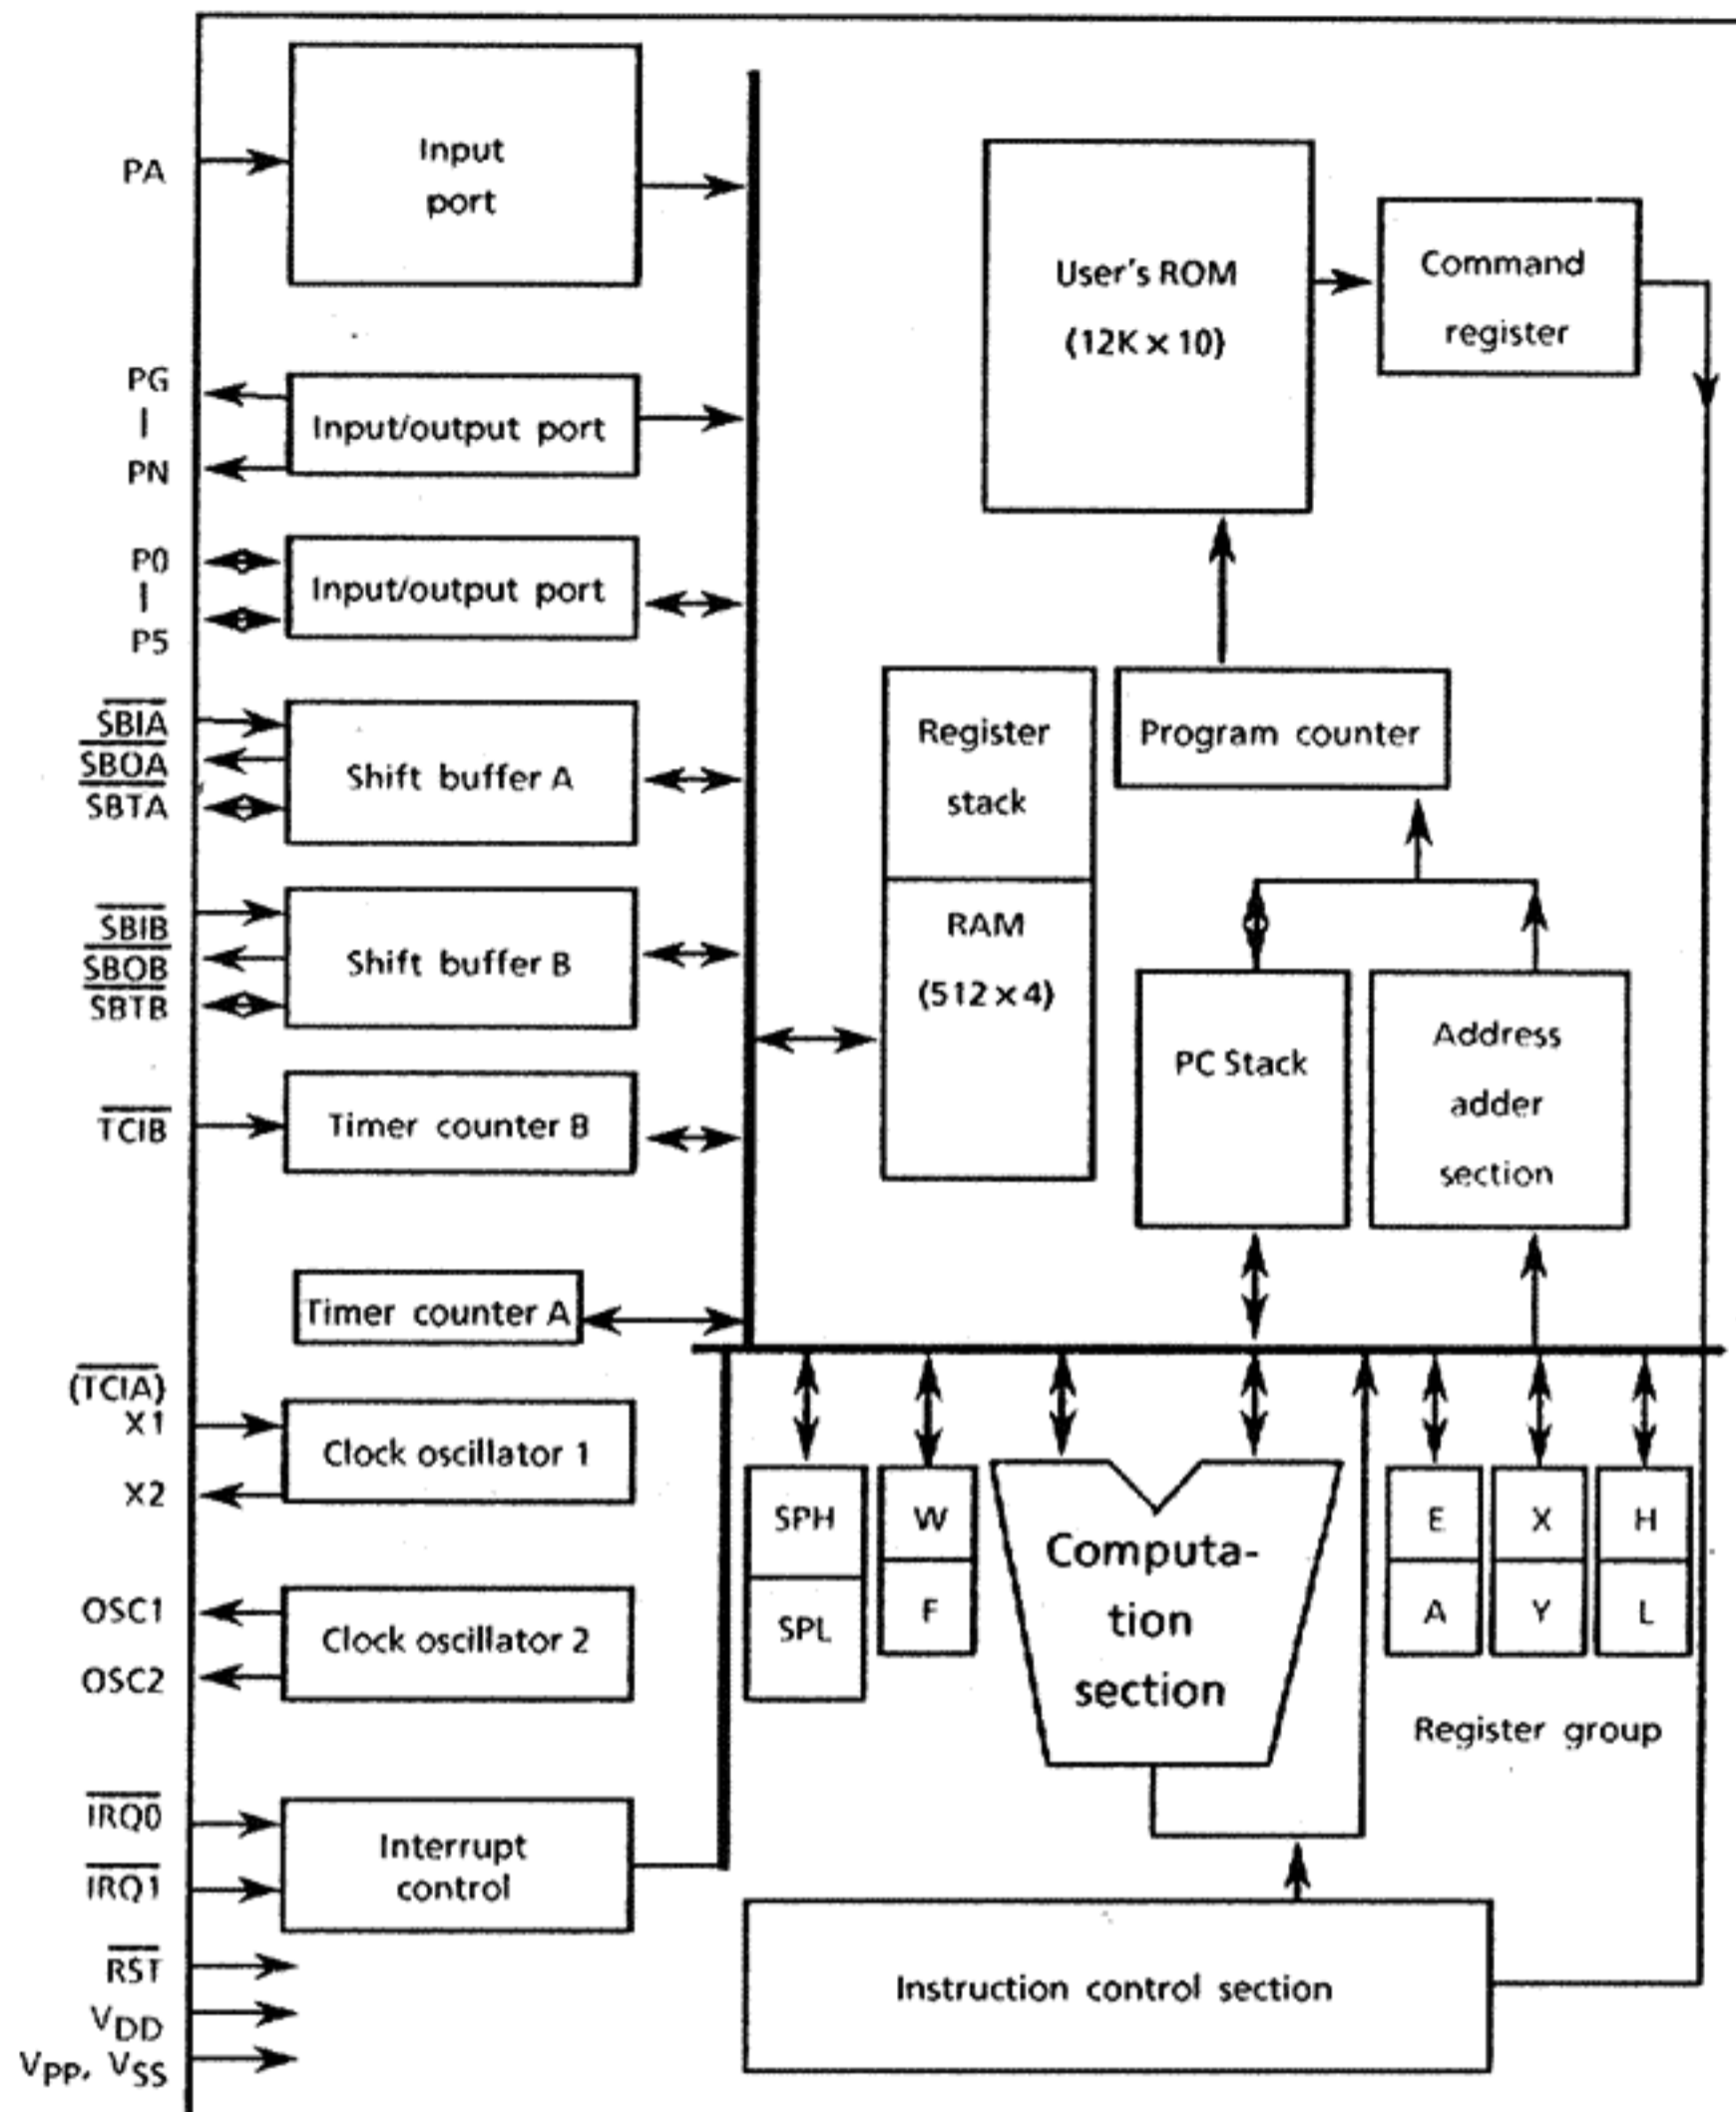 PA
Input
port
PG
|
PN
Input/output port
P0
|
P5
Input/output port
SBIA
SBOA
SBTA
Shift buffer A
SBIB
SBOB
SBTB
Shift buffer B
TCIB
Timer counter B
Timer counter A
(TCIA)
X1
X2
Clock oscillator 1
OSC1
OSC2
Clock oscillator 2
IRQ0
IRQ1
Interrupt
control
RST
VDD
VPP, VSS
User's ROM
(12K × 10)
Command
register
Register
stack
RAM
(512 × 4)
Program counter
PC Stack
Address
adder
section
SPH
SPL
W
F
Computa-
tion
section
E
A
X
Y
H
L
Register group
Instruction control section